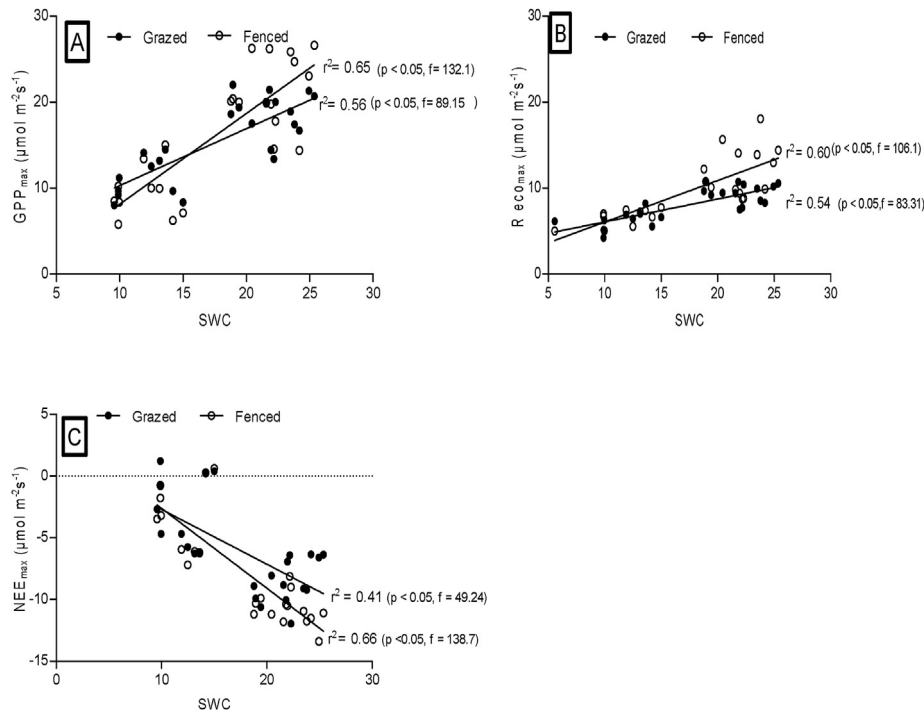 A
Grazed Fenced
GPPmax (µmol m-2s-1)
30
20
10
0
5 10 15 20 25 30
SWC
r2= 0.65 (p < 0.05, f = 132.1)
r2= 0.56 (p < 0.05, f = 89.15 )
B
Grazed Fenced
R ecomax (µmol m-2s-1)
30
20
10
0
5 10 15 20 25 30
SWC
r2= 0.60 (p < 0.05, f = 106.1)
r2= 0.54 (p <0.05,f = 83.31)
C
Grazed Fenced
NEEmax (µmol m-2s-1)
5
0
-5
-10
-15
0 10 20 30
SWC
r2= 0.41 (p < 0.05, f = 49.24)
r2= 0.66 (p <0.05, f = 138.7)